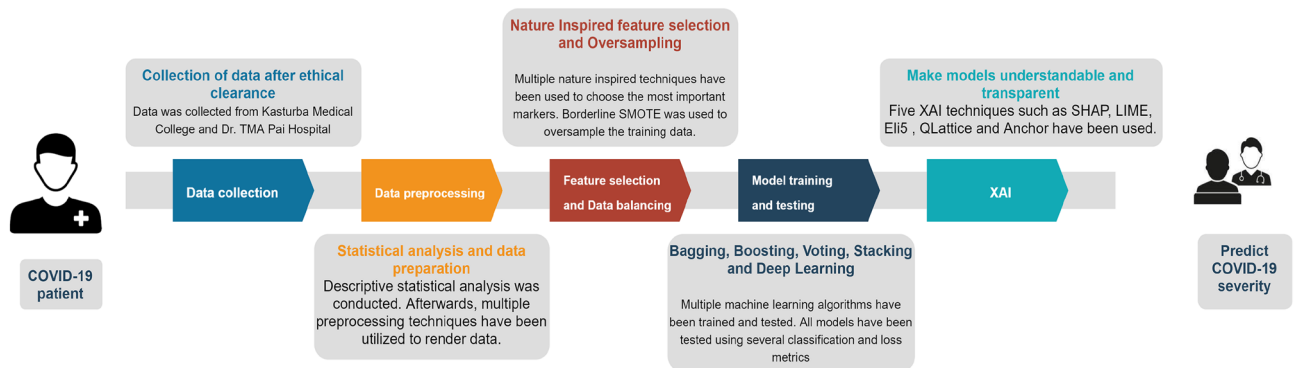 Collection of data after ethical
clearance
Data was collected from Kasturba Medical
College and Dr. TMA Pai Hospital
Nature Inspired feature selection
and Oversampling
Multiple nature inspired techniques have
been used to choose the most important
markers. Borderline SMOTE was used to
oversample the training data.
Make models understandable and
transparent
Five XAI techniques such as SHAP, LIME,
Eli5 , QLattice and Anchor have been used.
COVID-19
patient
Data collection
Data preprocessing
Feature selection
and Data balancing
Model training
and testing
XAI
Predict
COVID-19
severity
Statistical analysis and data
preparation
Descriptive statistical analysis was
conducted. Afterwards, multiple
preprocessing techniques have been
utilized to render data.
Bagging, Boosting, Voting, Stacking
and Deep Learning
Multiple machine learning algorithms have
been trained and tested. All models have been
tested using several classification and loss
metrics